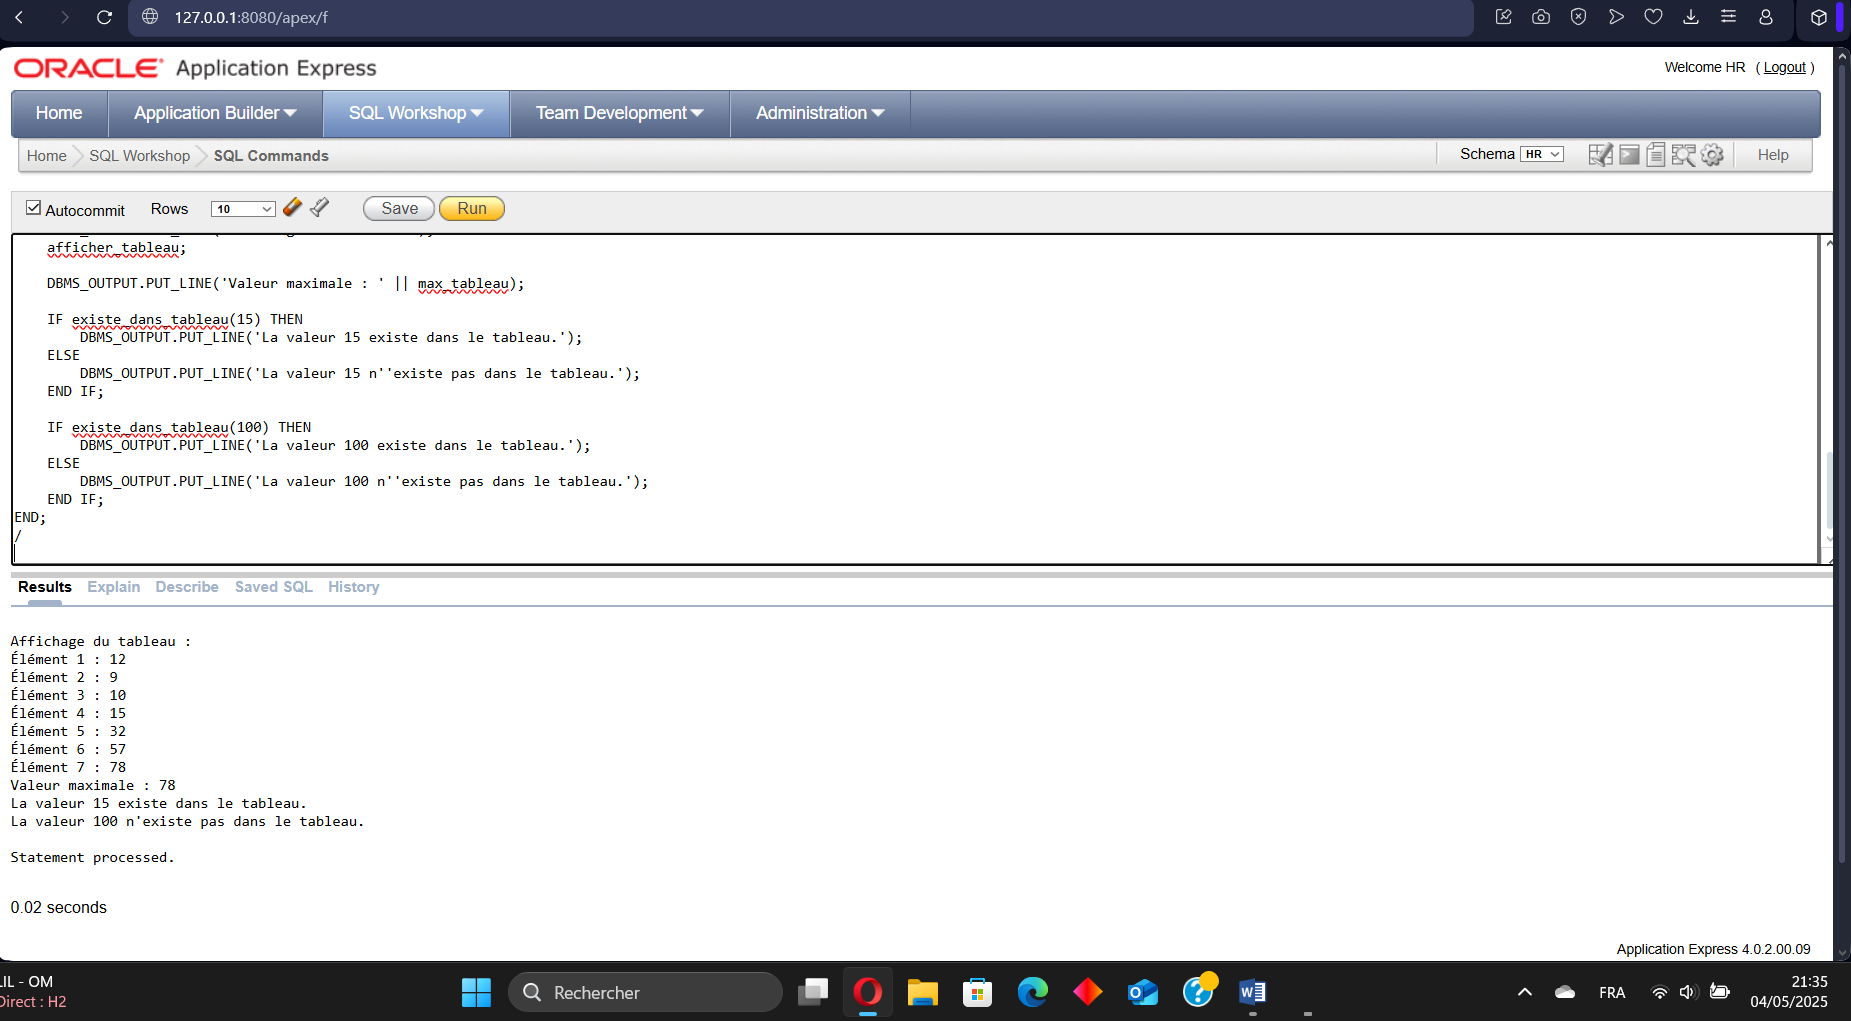 127.0.0.1:8080/apex/f
ORACLE Application Express
Welcome HR ( Logout )
Home Application Builder SQL Workshop Team Development Administration
Home SQL Workshop SQL Commands
Schema HR Help
Autocommit Rows 10 Save Run
afficher_tableau;
DBMS_OUTPUT.PUT_LINE('Valeur maximale : ' || max_tableau);
IF existe_dans_tableau(15) THEN
DBMS_OUTPUT.PUT_LINE('La valeur 15 existe dans le tableau.');
ELSE
DBMS_OUTPUT.PUT_LINE('La valeur 15 n''existe pas dans le tableau.');
END IF;
IF existe_dans_tableau(100) THEN
DBMS_OUTPUT.PUT_LINE('La valeur 100 existe dans le tableau.');
ELSE
DBMS_OUTPUT.PUT_LINE('La valeur 100 n''existe pas dans le tableau.');
END IF;
END;
/
Results Explain Describe Saved SQL History
Affichage du tableau :
Élément 1 : 12
Élément 2 : 9
Élément 3 : 10
Élément 4 : 15
Élément 5 : 32
Élément 6 : 57
Élément 7 : 78
Valeur maximale : 78
La valeur 15 existe dans le tableau.
La valeur 100 n'existe pas dans le tableau.
Statement processed.
0.02 seconds
Application Express 4.0.2.00.09
LIL - OM
Direct : H2
Rechercher
FRA
21:35
04/05/2025